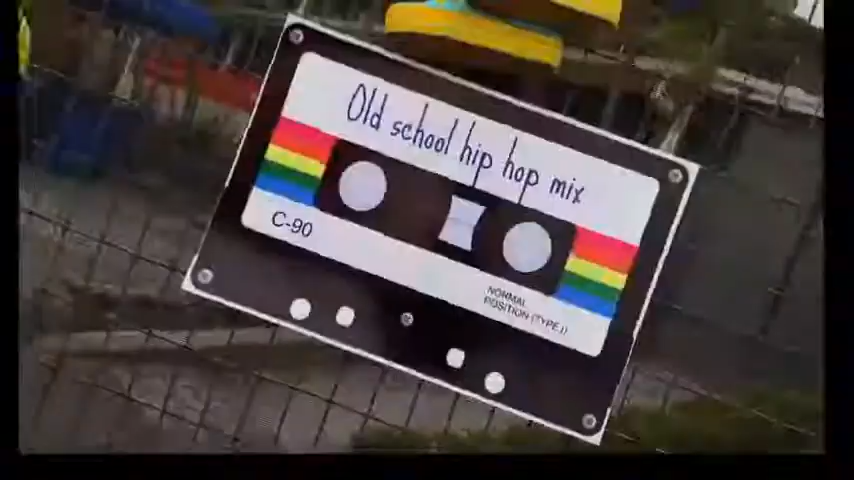 Old school hip hop mix
C-90
NORMAL
POSITION (TYPE I)